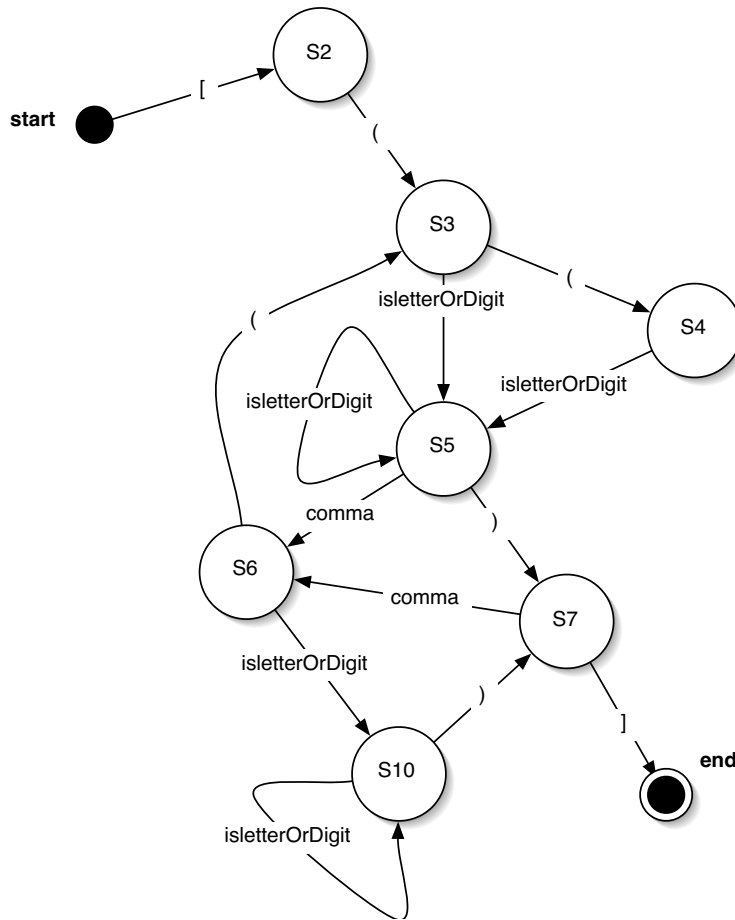 S2
[
start
(
S3
isletterOrDigit
(
(
S4
isletterOrDigit
isletterOrDigit
S5
comma
)
S6
comma
S7
isletterOrDigit
)
]
end
S10
isletterOrDigit